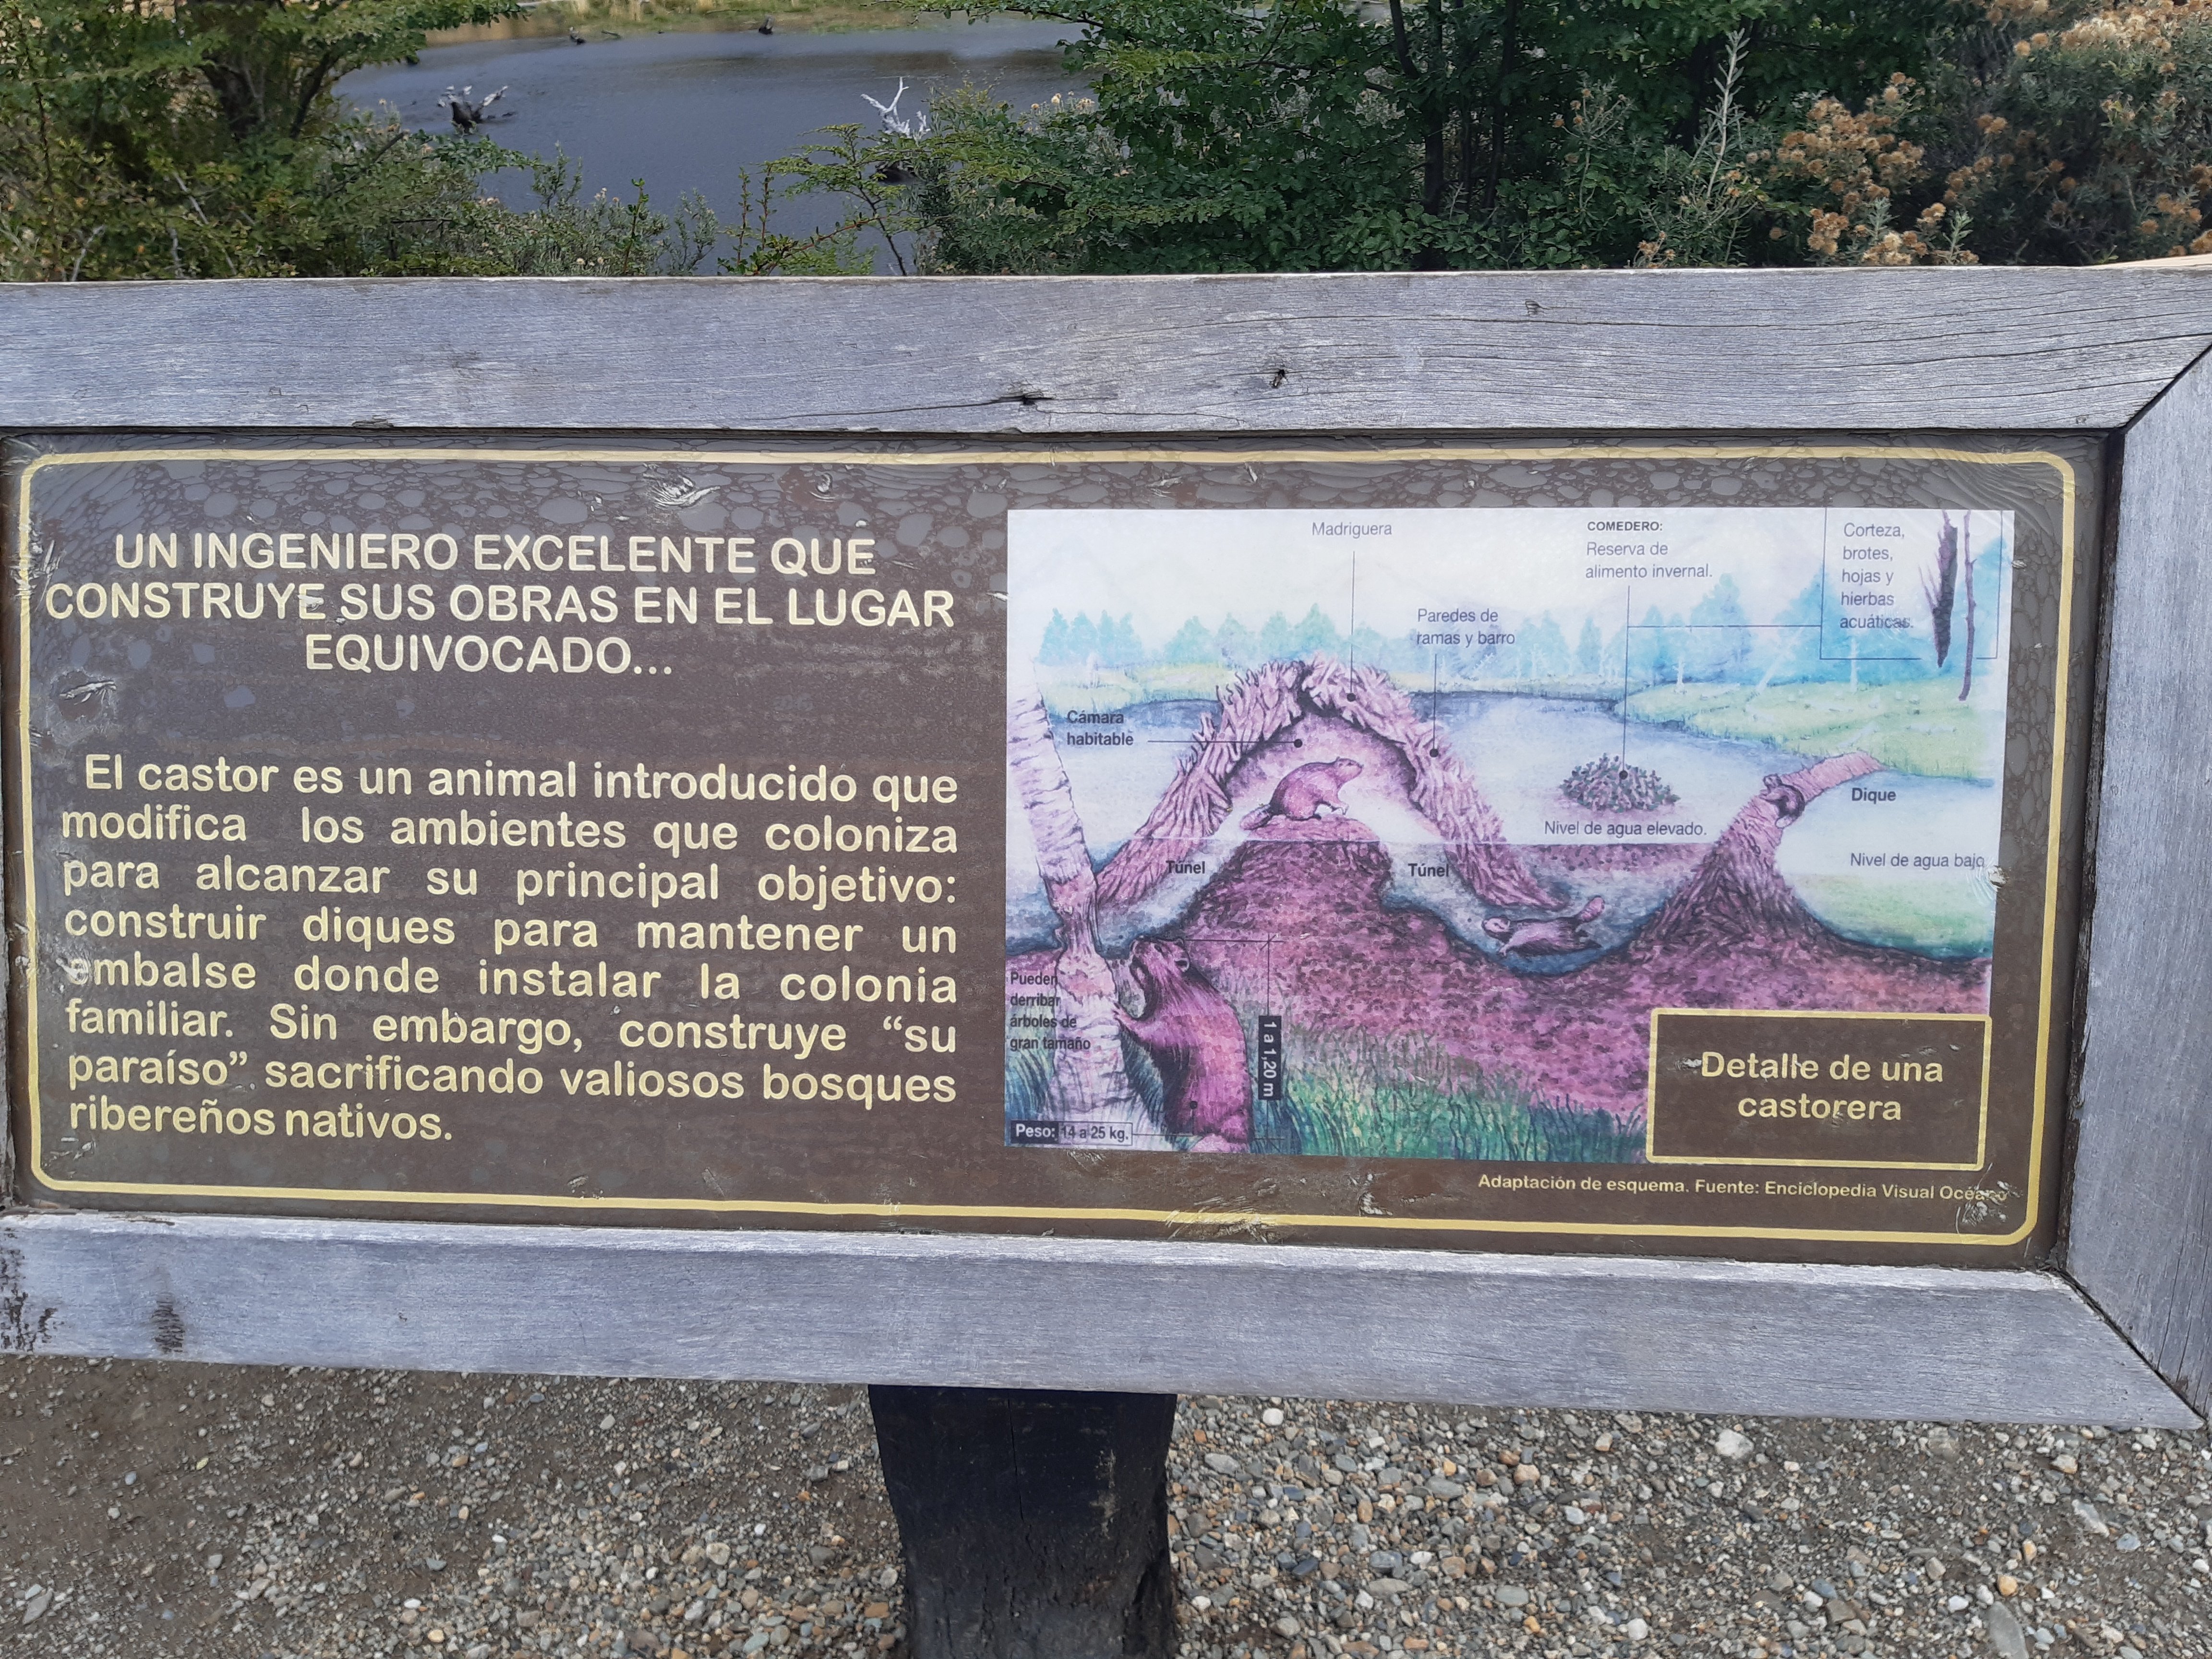 UN INGENIERO EXCELENTE QUE
CONSTRUYE SUS OBRAS EN EL LUGAR
EQUIVOCADO...
El castor es un animal introducido que
modifica los ambientes que coloniza
para alcanzar su principal objetivo:
construir diques para mantener un
embalse donde instalar la colonia
familiar. Sin embargo, construye “su
paraíso” sacrificando valiosos bosques
ribereños nativos.
Madriguera
COMEDERO:
Reserva de
alimento invernal.
Corteza,
brotes,
hojas y
hierbas
acuáticas.
Paredes de
ramas y barro
Cámara
habitable
Dique
Nivel de agua elevado.
Nivel de agua bajo
Túnel
Túnel
Pueden
derribar
árboles de
gran tamaño
1 a 1,20 m
Peso: 14 a 25 kg.
Detalle de una
castorera
Adaptación de esquema. Fuente: Enciclopedia Visual Océano